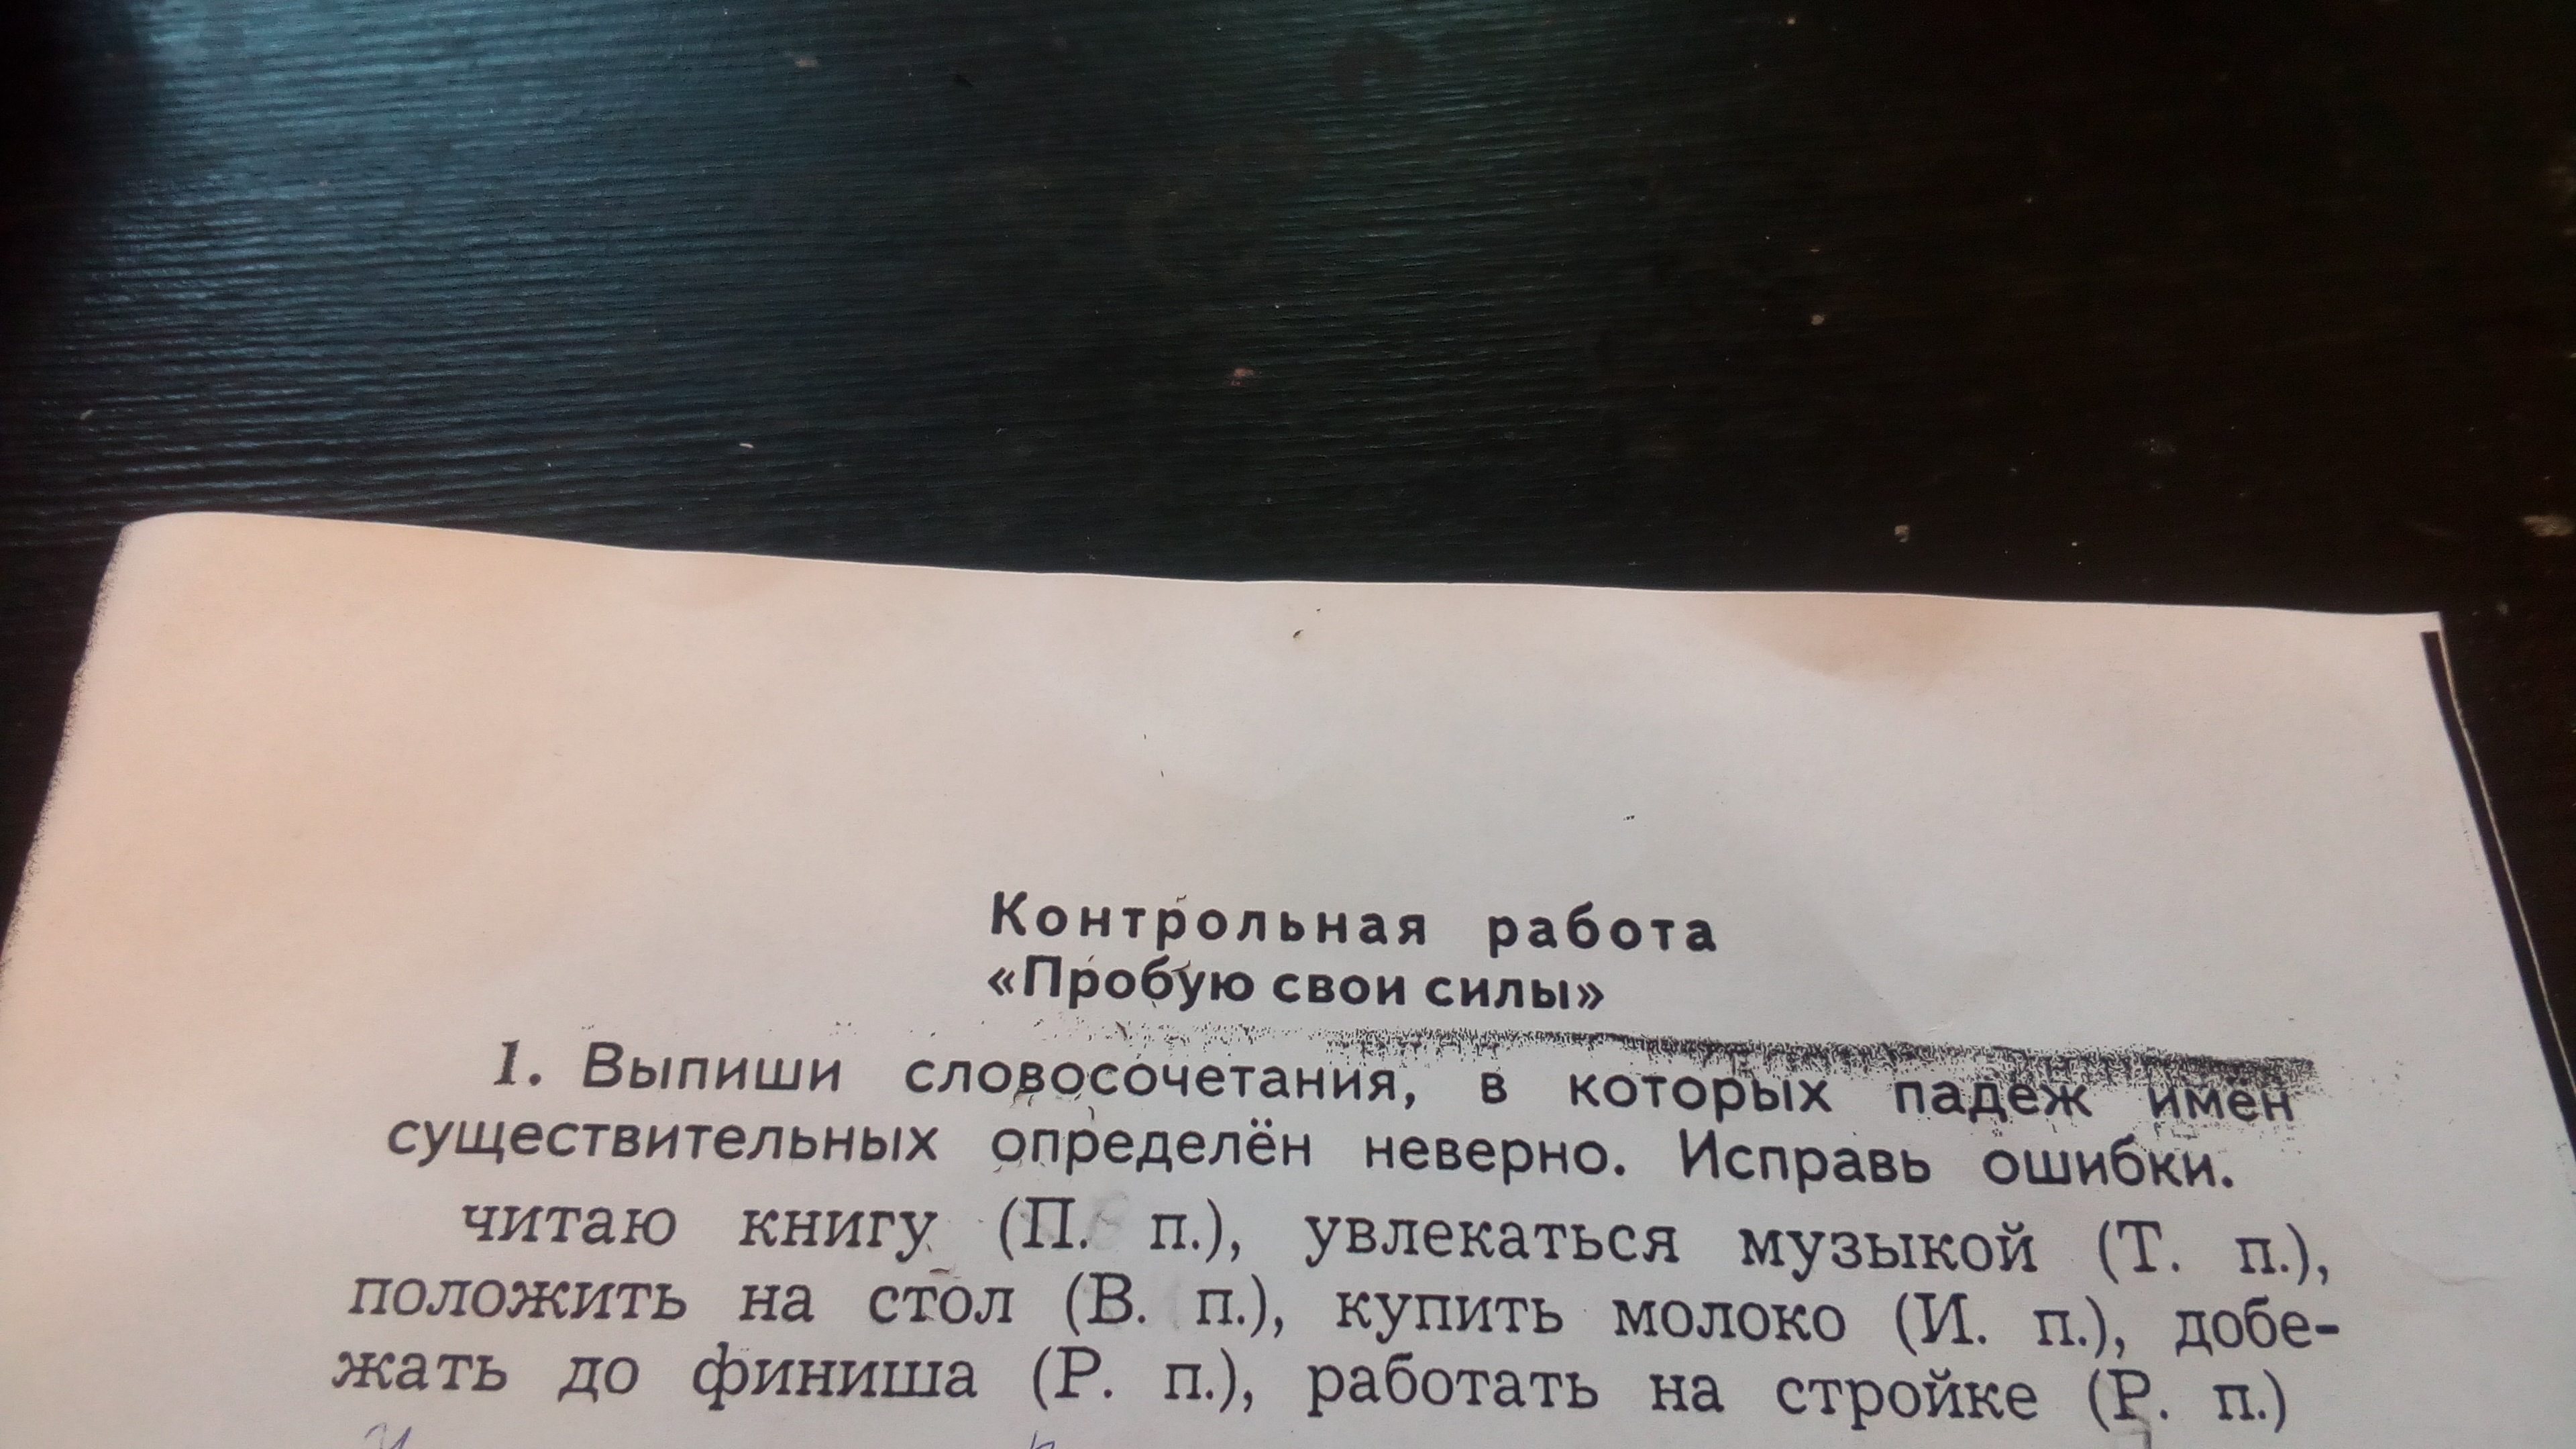 Контрольная работа
«Пробую свои силы»
1. Выпиши словосочетания, в которых падеж имён
существительных определён неверно. Исправь ошибки.
читаю книгу (П. п.), увлекаться музыкой (Т. п.),
положить на стол (В. п.), купить молоко (И. п.), добе-
жать до финиша (Р. п.), работать на стройке (Р. п.)